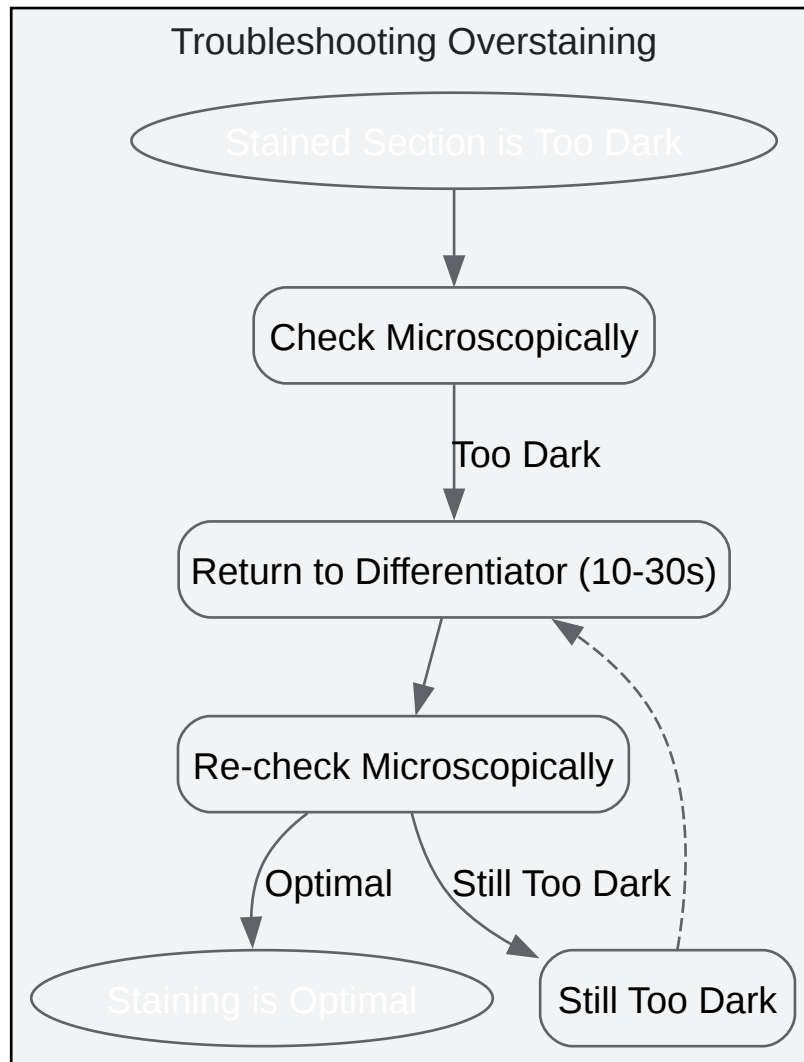 Troubleshooting Overstaining
Stained Section is Too Dark
Check Microscopically
Too Dark
Return to Differentiator (10-30s)
Re-check Microscopically
Optimal
Still Too Dark
Staining is Optimal
Still Too Dark